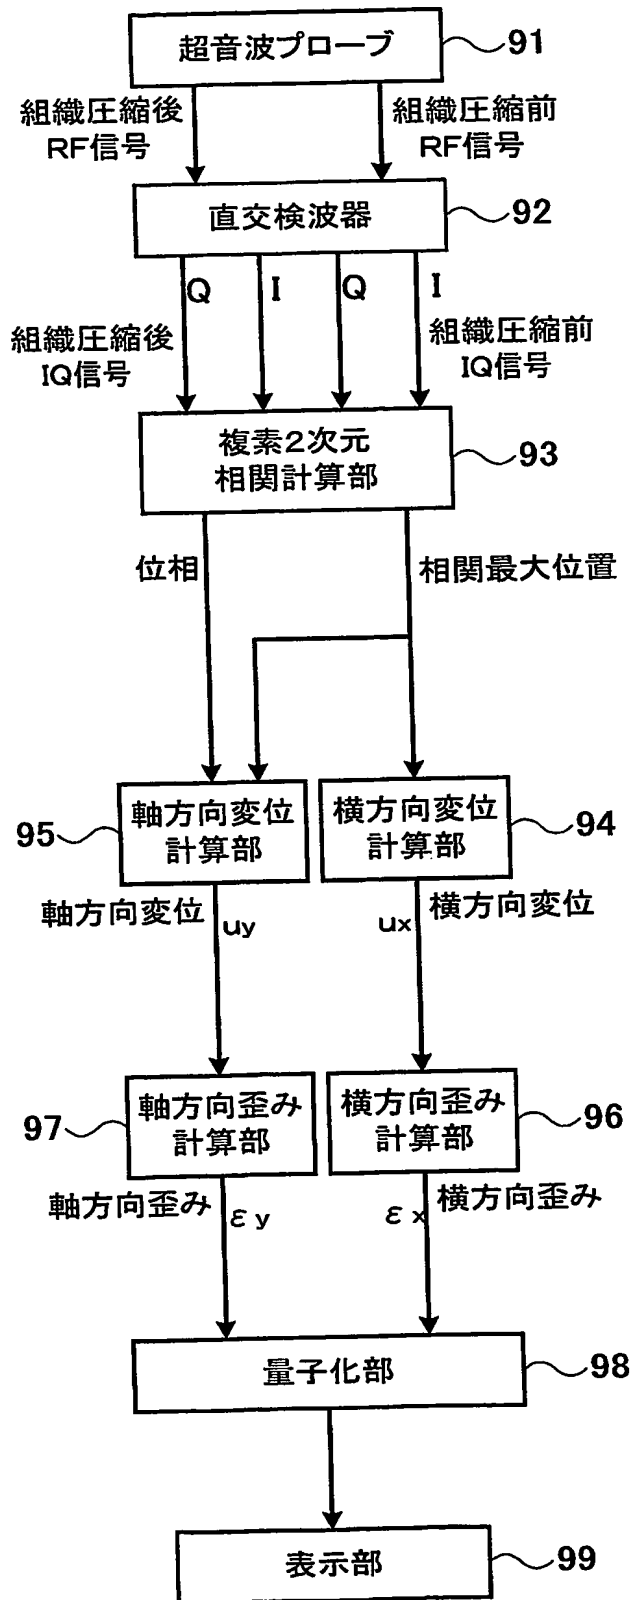 超音波プローブ
91
組織圧縮後
RF信号
組織圧縮前
RF信号
直交検波器
92
Q
I
Q
I
組織圧縮後
IQ信号
組織圧縮前
IQ信号
複素2次元
相関計算部
93
位相
相関最大位置
95
軸方向変位
計算部
横方向変位
計算部
94
軸方向変位
uy
ux
横方向変位
97
軸方向歪み
計算部
横方向歪み
計算部
96
軸方向歪み
εy
εx
横方向歪み
量子化部
98
表示部
99